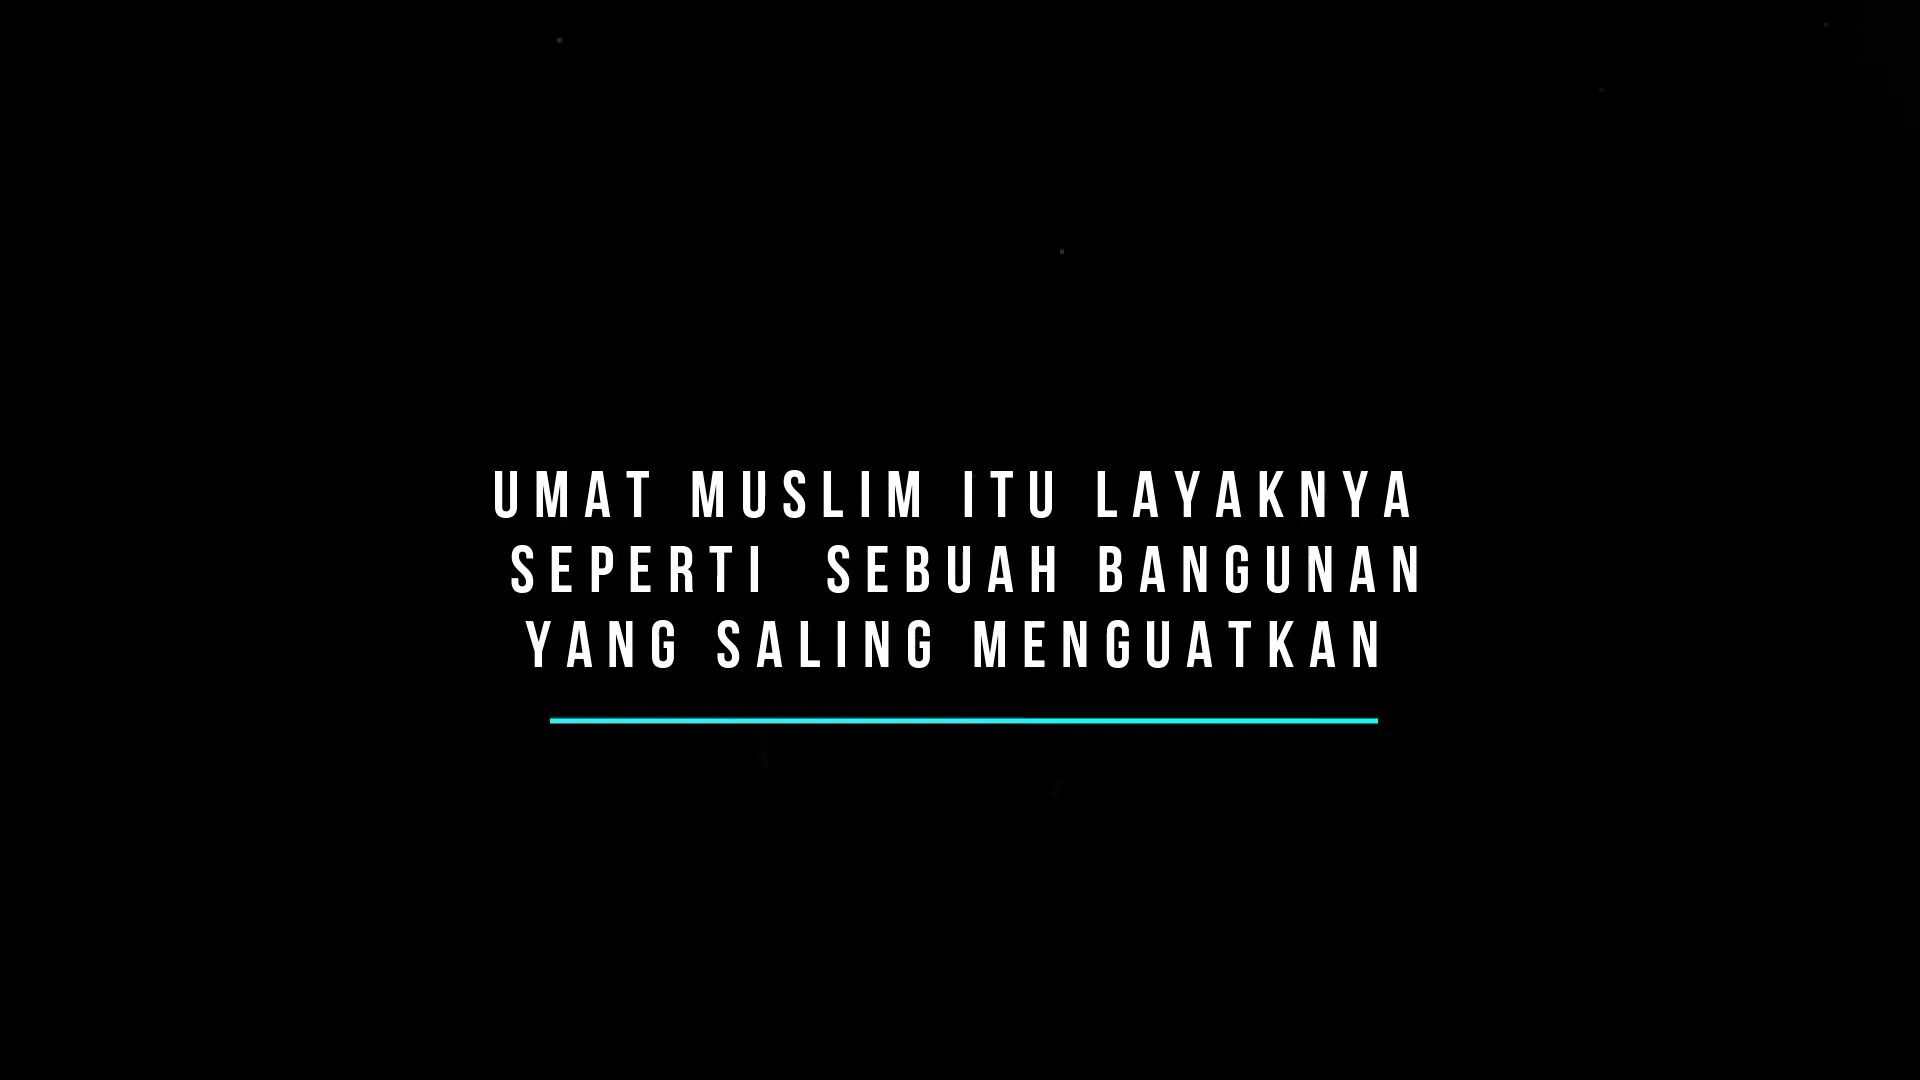 UMAT MUSLIM ITU LAYAKNYA
SEPERTI  SEBUAH BANGUNAN
YANG SALING MENGUATKAN